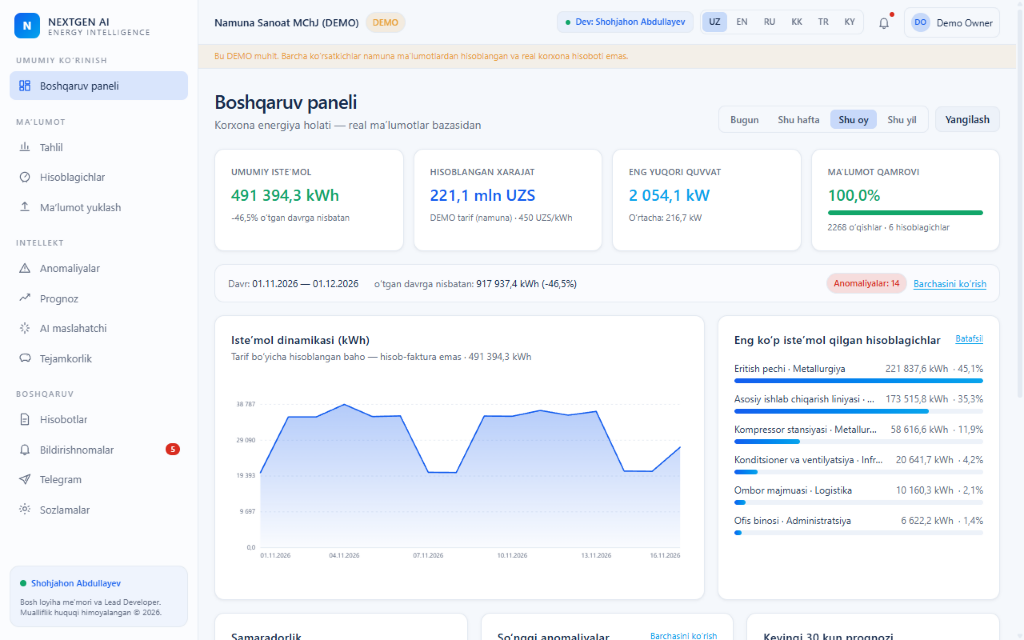 N
NEXTGEN AI
ENERGY INTELLIGENCE
UMUMIY KO‘RINISH
Boshqaruv paneli
MA’LUMOT
Tahlil
Hisoblagichlar
Ma’lumot yuklash
INTELLEKT
Anomaliyalar
Prognoz
AI maslahatchi
Tejamkorlik
BOSHQARUV
Hisobotlar
Bildirishnomalar 5
Telegram
Sozlamalar
Shohjahon Abdullayev
Bosh loyiha me’mori va Lead Developer.
Mualliflik huquqi himoyalangan © 2026.
Namuna Sanoat MChJ (DEMO) DEMO
Dev: Shohjahon Abdullayev
UZ EN RU KK TR KY
DO Demo Owner
Bu DEMO muhit. Barcha ko‘rsatkichlar namuna ma’lumotlardan hisoblangan va real korxona hisoboti emas.
Boshqaruv paneli
Korxona energiya holati — real ma’lumotlar bazasidan
Bugun Shu hafta Shu oy Shu yil Yangilash
UMUMIY ISTE’MOL
491 394,3 kWh
-46,5% o‘tgan davrga nisbatan
HISOBLANGAN XARAJAT
221,1 mln UZS
DEMO tarif (namuna) · 450 UZS/kWh
ENG YUQORI QUVVAT
2 054,1 kW
O‘rtacha: 216,7 kW
MA’LUMOT QAMROVI
100,0%
2268 o‘qishlar · 6 hisoblagichlar
Davr: 01.11.2026 — 01.12.2026 o‘tgan davrga nisbatan: 917 937,4 kWh (-46,5%)
Anomaliyalar: 14 Barchasini ko‘rish
Iste’mol dinamikasi (kWh)
Tarif bo‘yicha hisoblangan baho — hisob-faktura emas · 491 394,3 kWh
38 787
29 090
19 393
9 697
0,0
01.11.2026 04.11.2026 07.11.2026 10.11.2026 13.11.2026 16.11.2026
Eng ko‘p iste’mol qilgan hisoblagichlar Batafsil
Eritish pechi · Metallurgiya 221 837,6 kWh · 45,1%
Asosiy ishlab chiqarish liniyasi · ... 173 515,8 kWh · 35,3%
Kompressor stansiyasi · Metallur... 58 616,6 kWh · 11,9%
Konditsioner va ventilyatsiya · Infr... 20 641,7 kWh · 4,2%
Ombor majmuasi · Logistika 10 160,3 kWh · 2,1%
Ofis binosi · Administratsiya 6 622,2 kWh · 1,4%
Samaradorlik
So‘nggi anomaliyalar Barchasini ko‘rish
Keyingi 30 kun prognozi